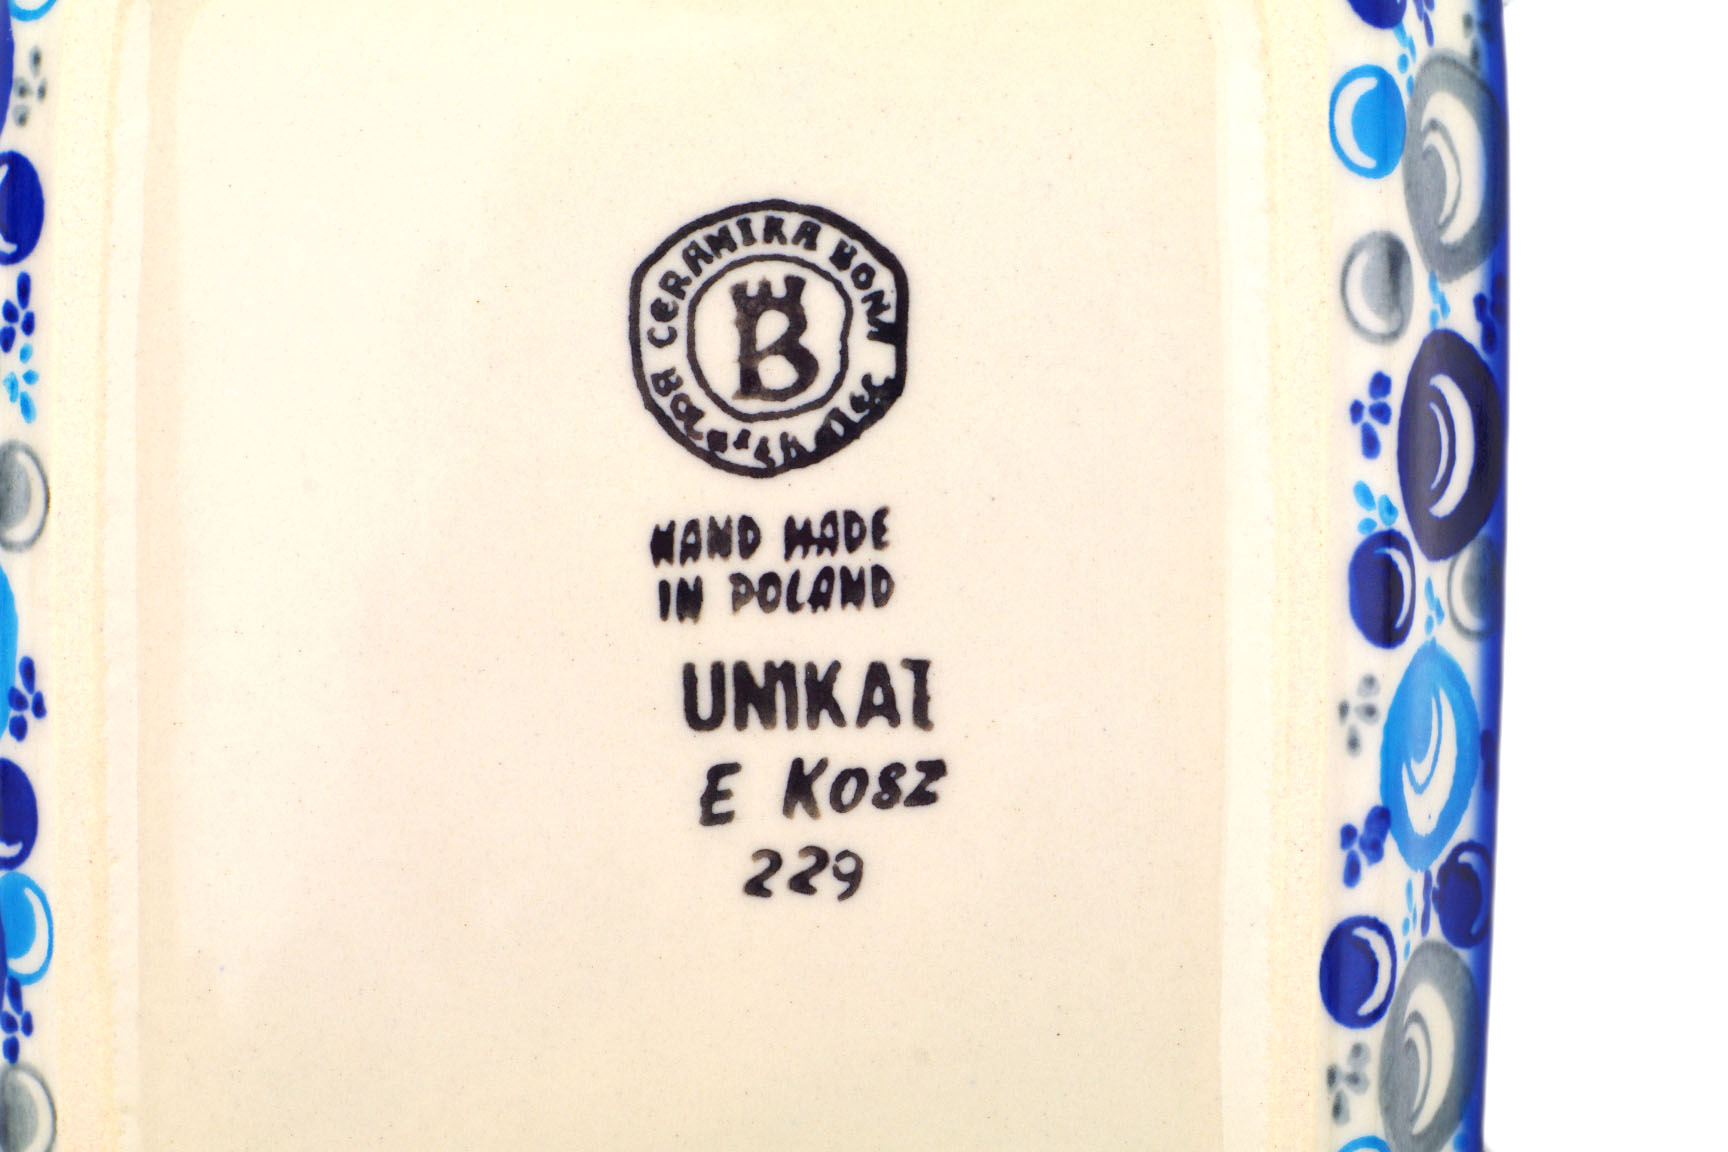 CERAMIKA BONA
B
HAND MADE
IN POLAND
UNIKAT
E KOSZ
229